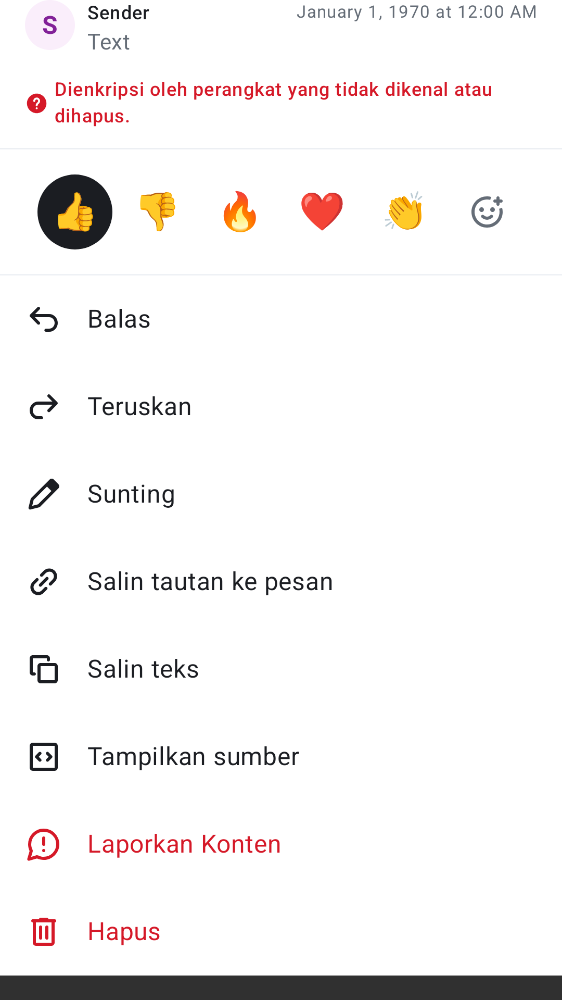 S
Sender
January 1, 1970 at 12:00 AM
Text
Dienkripsi oleh perangkat yang tidak dikenal atau
dihapus.
Balas
Teruskan
Sunting
Salin tautan ke pesan
Salin teks
Tampilkan sumber
Laporkan Konten
Hapus